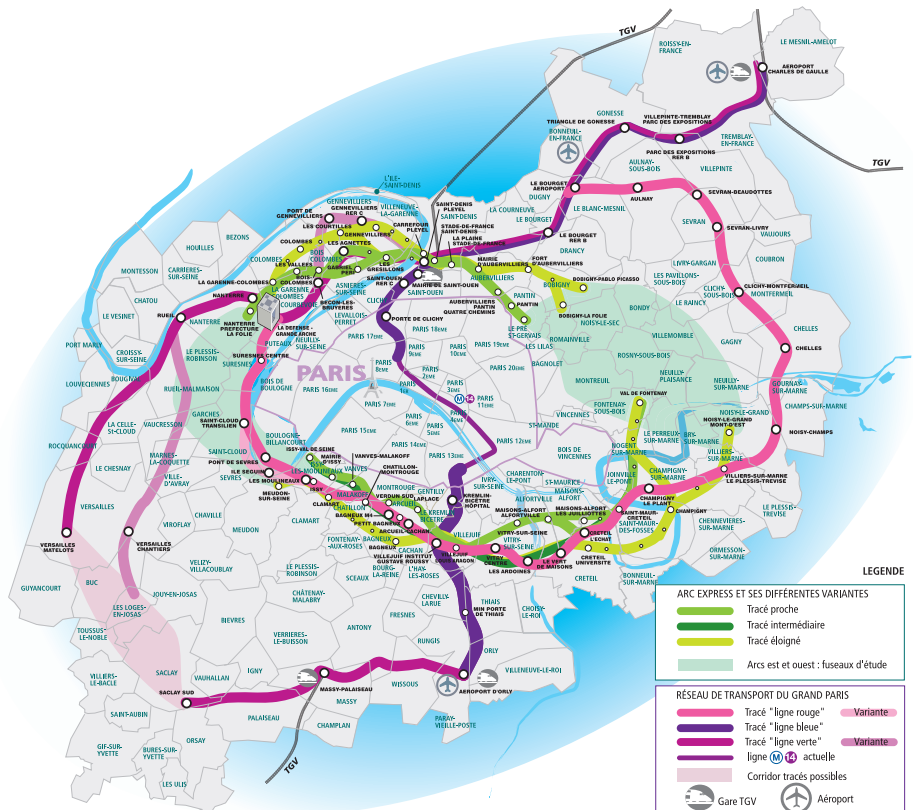 TGV
ROISSY-EN-
FRANCE
LE MESNIL-AMELOT
AEROPORT
CHARLES DE GAULLE
GONESSE
VILLEPINTE-TREMBLAY
PARC DES EXPOSITIONS
TRIANGLE DE GONESSE
BONNEUIL-
EN-FRANCE
TREMBLAY-
EN-FRANCE
PARC DES EXPOSITIONS
RER B
TGV
AULNAY-
SOUS-BOIS
VILLEPINTE
L'ILE-
SAINT-DENIS
LE BOURGET
AEROPORT
DUGNY
AULNAY
SEVRAN-BEAUDOTTES
LE BLANC-MESNIL
GENNEVILLIERS
VILLENEUVE-
LA-GARENNE
SAINT-DENIS
PLEYEL
SAINT-DENIS
LA COURNEUVE
LE BOURGET
PORT DE
GENNEVILLIERS
GENNEVILLIERS
RER C
LES COURTILLES
CARREFOUR
PLEYEL
STADE-DE-FRANCE
SAINT-DENIS
LA PLAINE
STADE-DE-FRANCE
SEVRAN
SEVRAN-LIVRY
VAUJOURS
BEZONS
HOUILLES
COLOMBES
GENNEVILLIERS
LES AGNETTES
BOIS
COLOMBES
LE BOURGET
RER B
DRANCY
COUBRON
LIVRY-GARGAN
MONTESSON
CARRIERES-
SUR-SEINE
COLOMBES
LES VALLEES
GABRIEL
PERI
LES
GRESILLONS
MAIRIE
D'AUBERVILLIERS
FORT
D'AUBERVILLIERS
BOBIGNY-PABLO PICASSO
LES PAVILLONS-
SOUS-BOIS
CLICHY-
SOUS-BOIS
CLICHY-MONTFERMEIL
MONTFERMEIL
LA GARENNE-COLOMBES
BOIS
COLOMBES
ASNIERES-
SUR-SEINE
SAINT-OUEN
RER C
MAIRIE DE SAINT-OUEN
SAINT-OUEN
AUBERVILLIERS
BOBIGNY
CHATOU
NANTERRE
LA GARENNE
COLOMBES
COURBEVOIE
BECON-LES-
BRUYERES
CLICHY
AUBERVILLIERS
PANTIN
QUATRE CHEMINS
PANTIN
PANTIN
BOBIGNY-LA FOLIE
NOISY-LE-SEC
BONDY
LE RAINCY
LE VESINET
RUEIL
NANTERRE
NANTERRE
PREFECTURE
LA FOLIE
LA DEFENSE -
GRANDE ARCHE
LEVALLOIS-
PERRET
PORTE DE CLICHY
PARIS 18EME
PARIS 17EME
LE PRÉ
ST-GERVAIS
LES LILAS
ROMAINVILLE
VILLEMOMBLE
GAGNY
CHELLES
CHELLES
PORT MARLY
CROISSY-
SUR-SEINE
LE PLESSIS-
ROBINSON
PUTEAUX
NEUILLY-
SUR-SEINE
PARIS
9EME
PARIS
10EME
PARIS 19EME
ROSNY-SOUS-BOIS
SURESNES CENTRE
SURESNES
PARIS
PARIS
8EME
PARIS
2EME
PARIS 20EME
BAGNOLET
LOUVECIENNES
BOUGIVAL
RUEIL-MALMAISON
BOIS DE
BOULOGNE
PARIS 16EME
PARIS
1ER
PARIS
3EME
M 14
PARIS
4EME
PARIS
11EME
MONTREUIL
NEUILLY-
PLAISANCE
NEUILLY-
SUR-MARNE
GOURNAY-
SUR-MARNE
CHAMPS-SUR-MARNE
LA CELLE-
ST-CLOUD
VAUCRESSON
GARCHES
SAINT-CLOUD
TRANSILIEN
PARIS 7EME
PARIS
6EME
PARIS
5EME
VAL DE FONTENAY
FONTENAY-
SOUS-BOIS
NOISY-LE-GRAND
NOISY-LE-GRAND
MONT-D'EST
NOISY-CHAMPS
ROCQUANCOURT
BOULOGNE-
BILLANCOURT
PARIS 15EME
PARIS 14EME
PARIS 13EME
PARIS 12EME
ST-MANDE
VINCENNES
LE PERREUX-
SUR-MARNE
BRY-
SUR-MARNE
NOGENT-
SUR-MARNE
VILLIERS-
SUR-MARNE
MARNES-
LA-COQUETTE
SAINT-CLOUD
ISSY-VAL DE SEINE
MAIRIE
D'ISSY
VANVES-MALAKOFF
BOIS DE
VINCENNES
LE CHESNAY
VILLE-
D'AVRAY
PONT DE SEVRES
ILE SEGUIN
LES MOULINEAUX
SEVRES
ISSY-
LES-MOULINEAUX
VANVES
CHATILLON-
MONTROUGE
CHARENTON-
LE-PONT
JOINVILLE
LE-PONT
CHAMPIGNY-
SUR-MARNE
VILLIERS-SUR-MARNE
LE PLESSIS-TREVISE
MEUDON-
SUR-SEINE
ISSY
MALAKOFF
MONTROUGE
GENTILLY
IVRY-
SUR-SEINE
ST-MAURICE
ALFORTVILLE
MAISONS-
ALFORT
CHAMPIGNY
LE PLANT
LE PLESSIS-
TREVISE
VERSAILLES
CLAMART
CHATILLON
VERDUN SUD
ARCUEIL
LAPLACE
KREMLIN-
BICÊTRE
HÔPITAL
LE KREMLIN
BICETRE
MAISONS-ALFORT
ALFORTVILLE
MAISONS-ALFORT
LES JUILLIOTTES
SAINT-MAUR-
CRETEIL
CHAMPIGNY
VERSAILLES
MATELOTS
VIROFLAY
CHAVILLE
MEUDON
CLAMART
BAGNEUX M4
PETIT BAGNEUX
ARCUEIL-CACHAN
VITRY-SUR-SEINE
CRETEIL
L'ECHAT
SAINT-MAUR-
DES-FOSSES
CHENNEVIERES-
SUR-MARNE
VERSAILLES
CHANTIERS
FONTENAY-
AUX-ROSES
BAGNEUX
BAGNEUX
CACHAN
VILLEJUIF
VITRY-
SUR-SEINE
VELIZY-
VILLACOUBLAY
BOURG-
LA-REINE
VILLEJUIF INSTITUT
GUSTAVE ROUSSY
VILLEJUIF
LOUIS ARAGON
VITRY
CENTRE
LES ARDOINES
LE VERT
DE MAISONS
CRETEIL
UNIVERSITE
ORMESSON-
SUR-MARNE
LE PLESSIS-
ROBINSON
SCEAUX
L'HAY-
LES-ROSES
CRETEIL
BONNEUIL-
SUR-MARNE
GUYANCOURT
BUC
JOUY-EN-JOSAS
CHATENAY-
MALABRY
CHEVILLY-
LARUE
THIAIS
MIN PORTE
DE THIAIS
CHOISY-
LE-ROI
LES LOGES-
EN-JOSAS
BIEVRES
FRESNES
TOUSSUS-
LE-NOBLE
VERRIERES-
LE-BUISSON
ANTONY
RUNGIS
ORLY
SACLAY
VAUHALLAN
IGNY
MASSY-PALAISEAU
WISSOUS
AEROPORT D'ORLY
VILLENEUVE-LE-ROI
VILLIERS-
LE-BACLE
SACLAY SUD
MASSY
SAINT-AUBIN
PALAISEAU
CHAMPLAN
PARAY-
VIEILLE-POSTE
GIF-SUR-
YVETTE
BURES-SUR-
YVETTE
ORSAY
LES ULIS
TGV
LEGENDE
ARC EXPRESS ET SES DIFFÉRENTES VARIANTES
Tracé proche
Tracé intermédiaire
Tracé éloigné
Arcs est et ouest : fuseaux d'étude
RÉSEAU DE TRANSPORT DU GRAND PARIS
Tracé "ligne rouge" Variante
Tracé "ligne bleue"
Tracé "ligne verte" Variante
ligne M 14 actuelle
Corridor tracés possibles
Gare TGV Aéroport